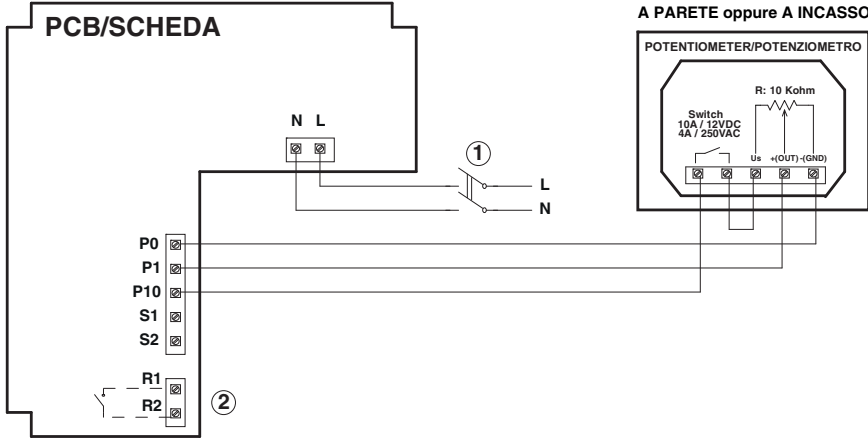 PCB/SCHEDA
A PARETE oppure A INCASSO
POTENTIOMETER/POTENZIOMETRO
R: 10 Kohm
Switch
10A / 12VDC
4A / 250VAC
Us +(OUT) -(GND)
N L
1
L
N
P0
P1
P10
S1
S2
R1
R2
2